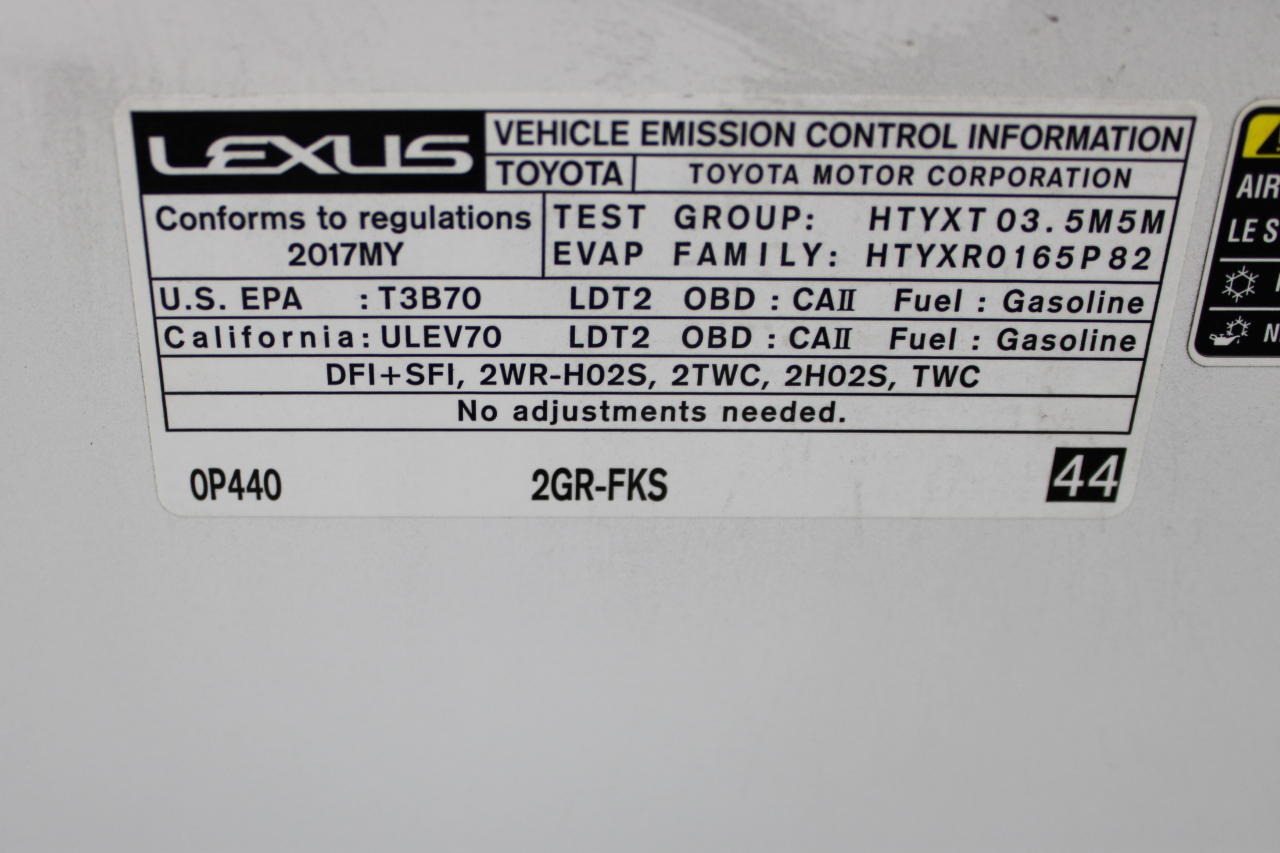 LEXUS
VEHICLE EMISSION CONTROL INFORMATION
TOYOTA
TOYOTA MOTOR CORPORATION
Conforms to regulations
2017MY
TEST GROUP: HTYXT03.5M5M
EVAP FAMILY: HTYXR0165P82
U.S. EPA : T3B70 LDT2 OBD : CAII Fuel : Gasoline
California: ULEV70 LDT2 OBD : CAII Fuel : Gasoline
DFI+SFI, 2WR-HO2S, 2TWC, 2HO2S, TWC
No adjustments needed.
0P440 2GR-FKS 44
AIR
LE S